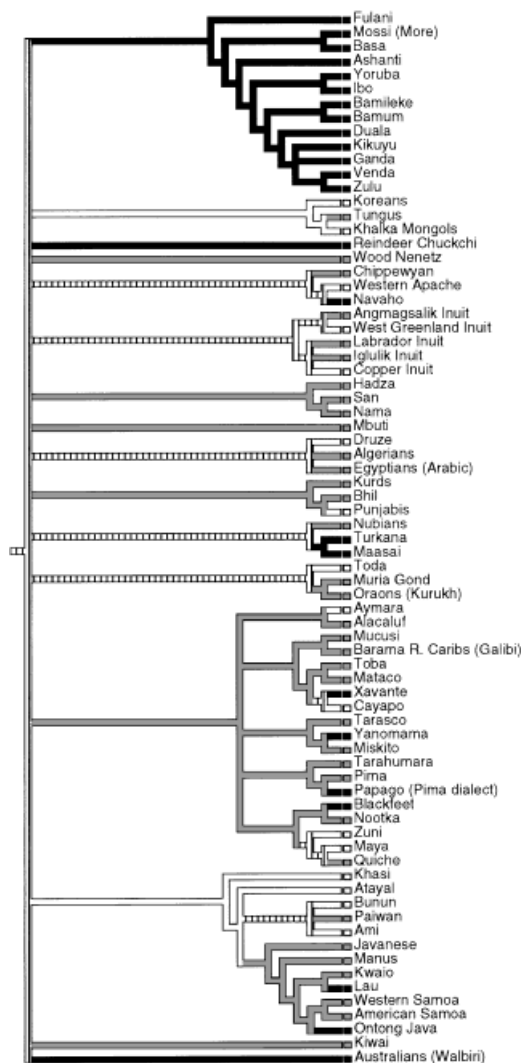 Fulani
Mossi (More)
Basa
Ashanti
Yoruba
Ibo
Bamileke
Bamum
Duala
Kikuyu
Ganda
Venda
Zulu
Koreans
Tungus
Khalka Mongols
Reindeer Chuckchi
Wood Nenetz
Chippewyan
Western Apache
Navaho
Angmagsalik Inuit
West Greenland Inuit
Labrador Inuit
Iglulik Inuit
Copper Inuit
Hadza
San
Nama
Mbuti
Druze
Algerians
Egyptians (Arabic)
Kurds
Bhil
Punjabis
Nubians
Turkana
Maasai
Toda
Muria Gond
Oraons (Kurukh)
Aymara
Alacaluf
Mucusi
Barama R. Caribs (Galibi)
Toba
Mataco
Xavante
Cayapo
Tarasco
Yanomama
Miskito
Tarahumara
Pima
Papago (Pima dialect)
Blackfeet
Nootka
Zuni
Maya
Quiche
Khasi
Atayal
Bunun
Paiwan
Ami
Javanese
Manus
Kwaio
Lau
Western Samoa
American Samoa
Ontong Java
Kiwai
Australians (Walbiri)